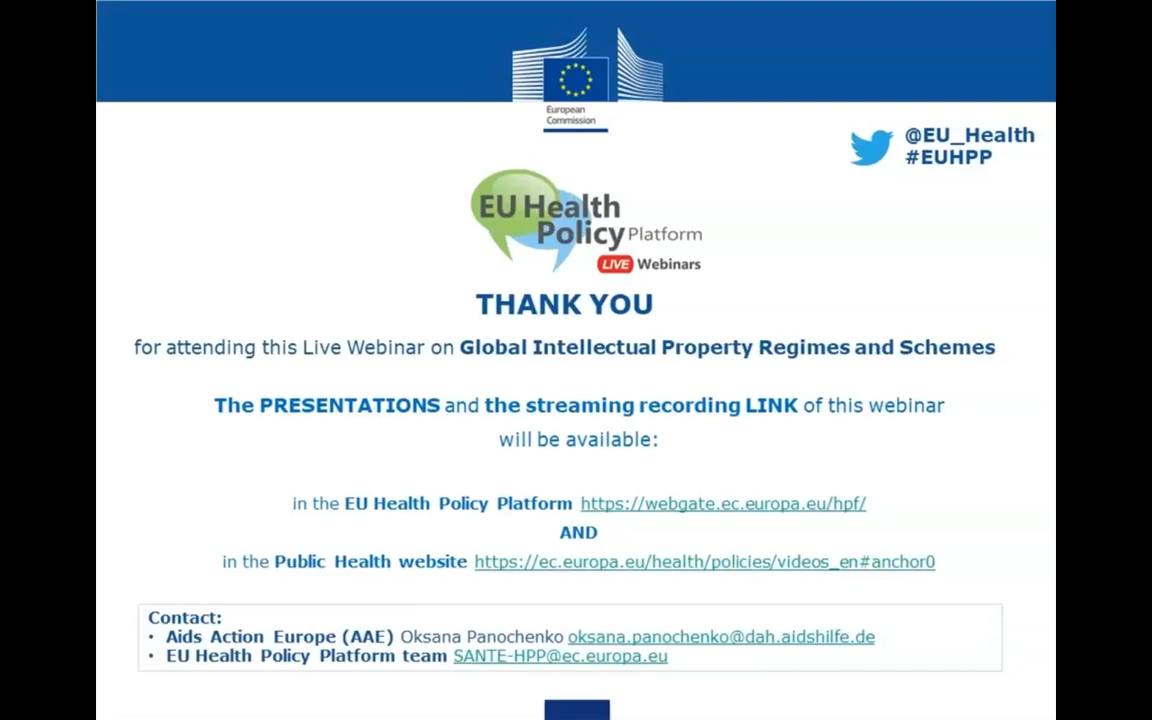 European
Commission
@EU_Health
#EUHPP
EU Health
Policy Platform
LIVE Webinars
THANK YOU
for attending this Live Webinar on Global Intellectual Property Regimes and Schemes
The PRESENTATIONS and the streaming recording LINK of this webinar
will be available:
in the EU Health Policy Platform https://webgate.ec.europa.eu/hpf/
AND
in the Public Health website https://ec.europa.eu/health/policies/videos_en#anchor0
Contact:
• Aids Action Europe (AAE) Oksana Panochenko oksana.panochenko@dah.aidshilfe.de
• EU Health Policy Platform team SANTE-HPP@ec.europa.eu